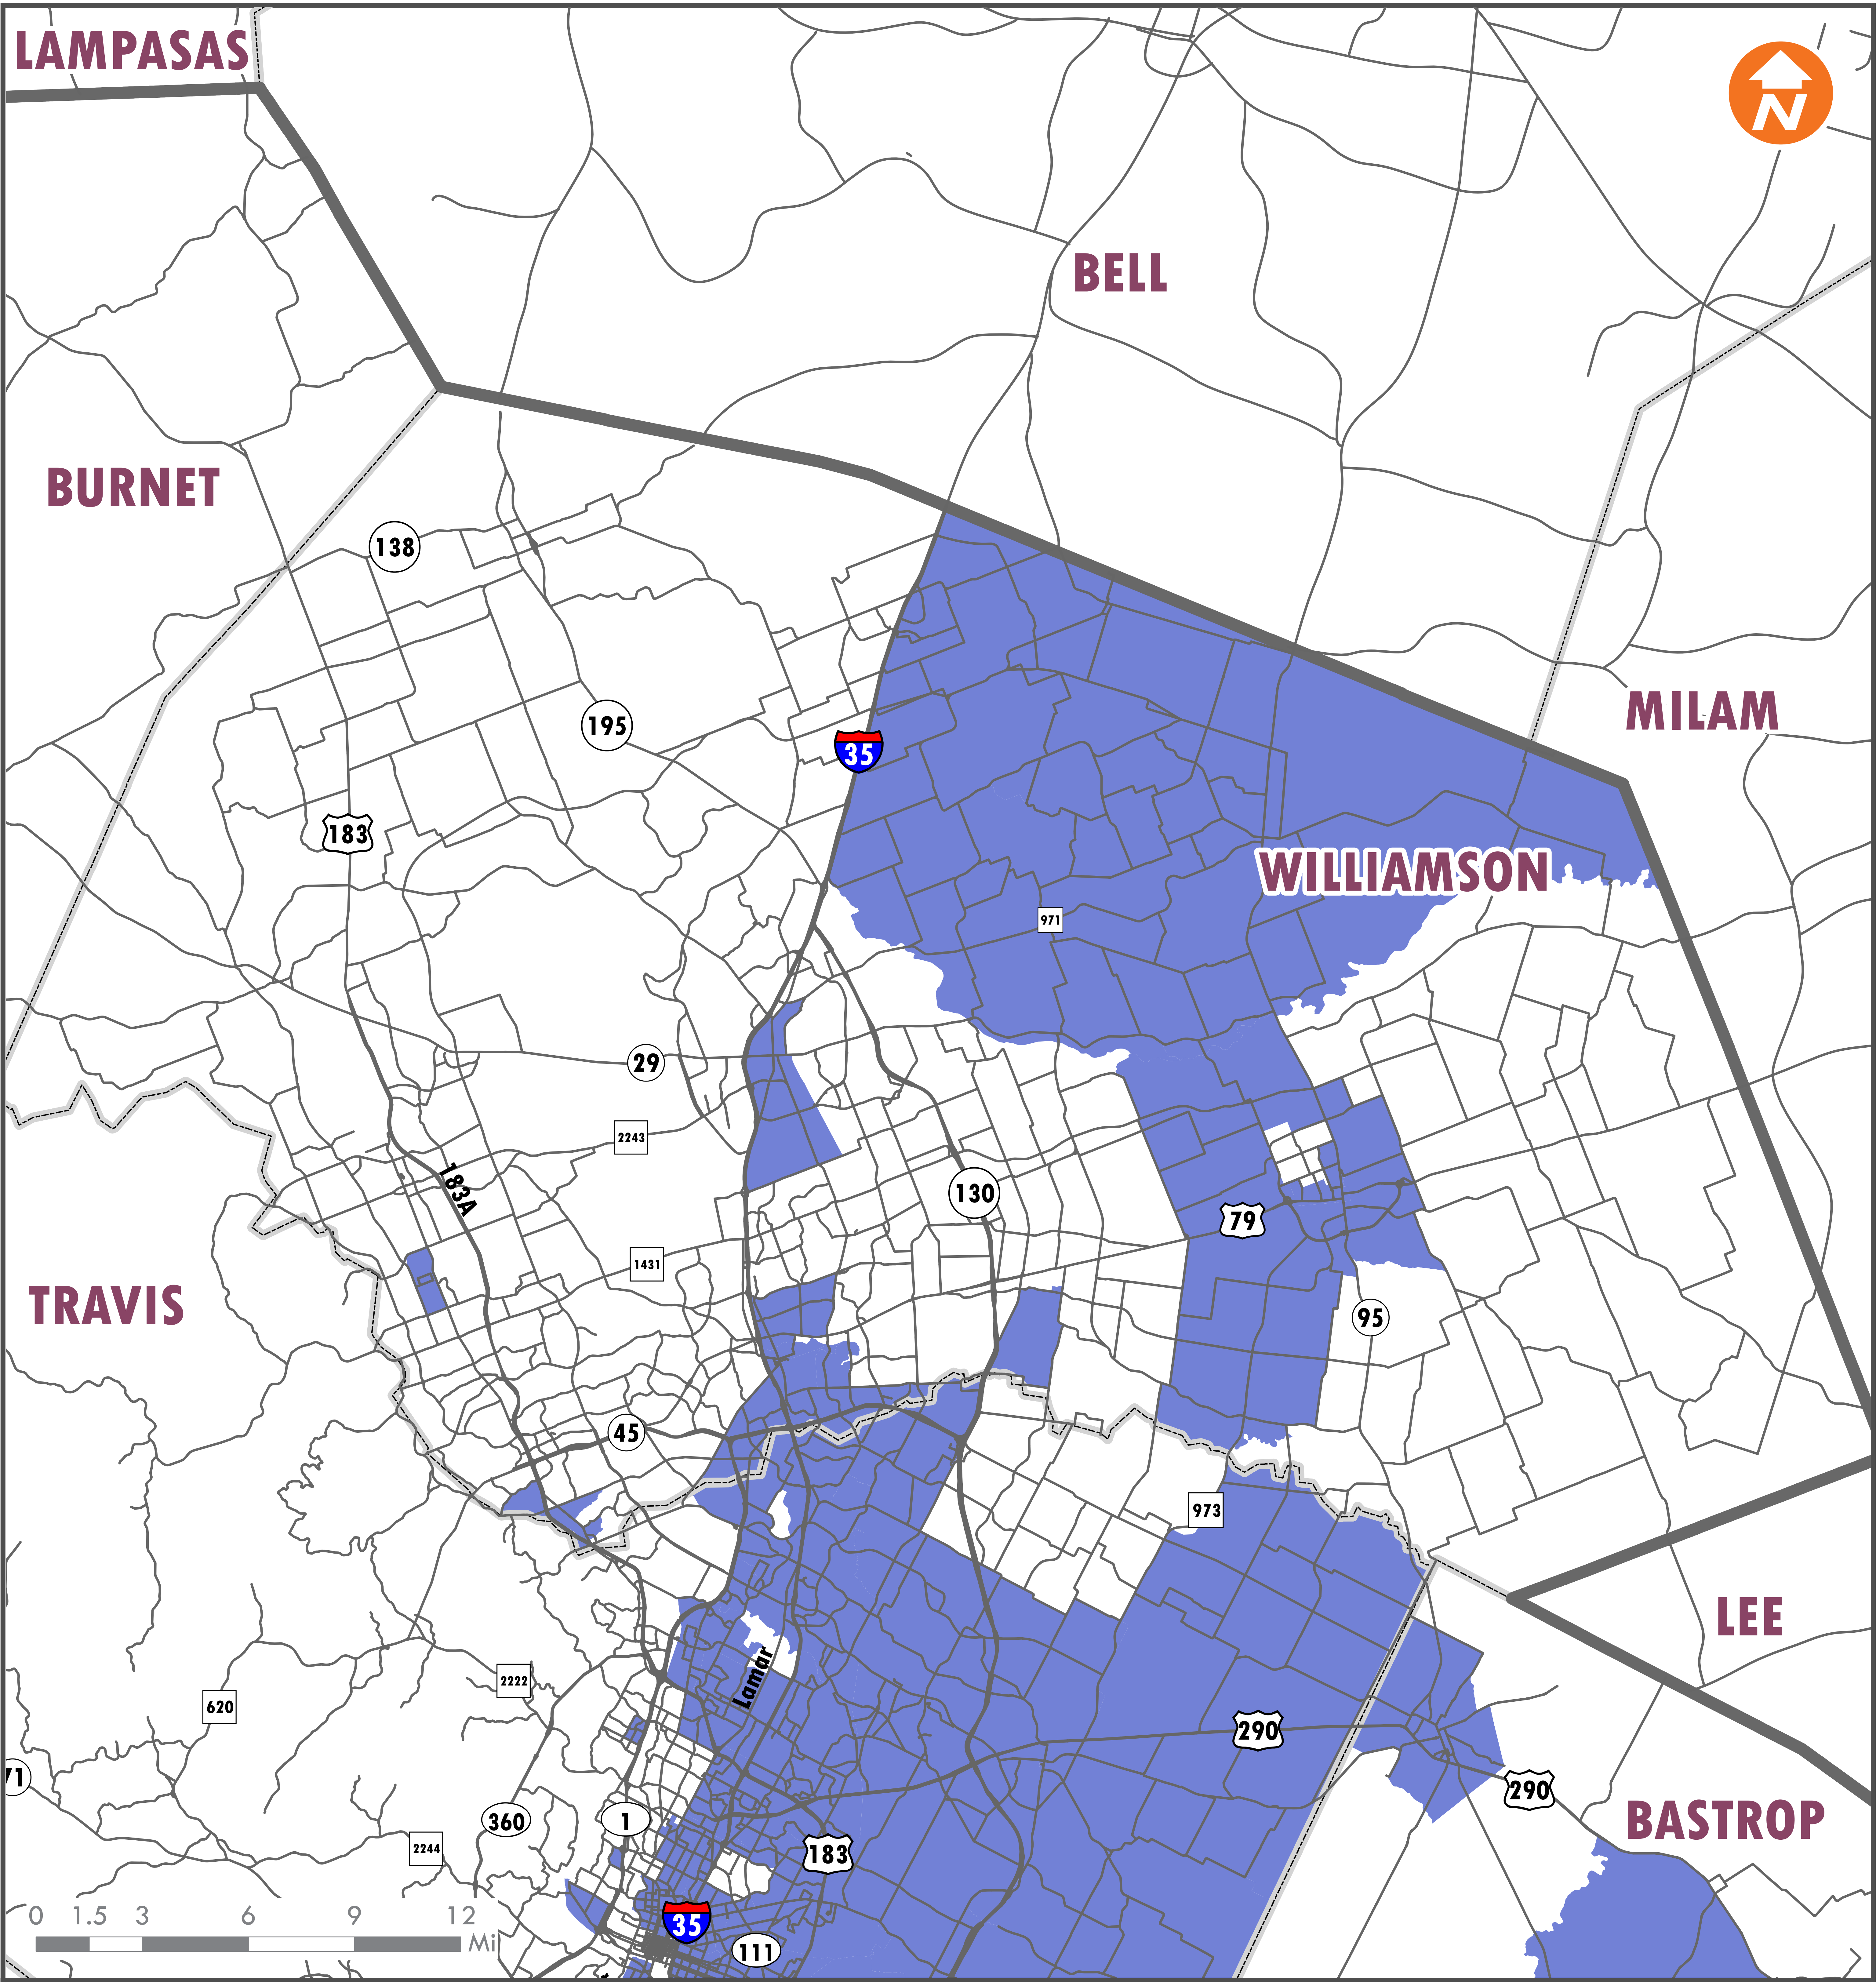 LAMPASAS
N
BELL
BURNET
138
195
MILAM
35
183
WILLIAMSON
971
29
2243
183A
130
79
1431
TRAVIS
95
45
973
LEE
Lamar
2222
620
290
71
290
360
1
BASTROP
2244
183
0 1.5 3 6 9 12
Mi
35
111